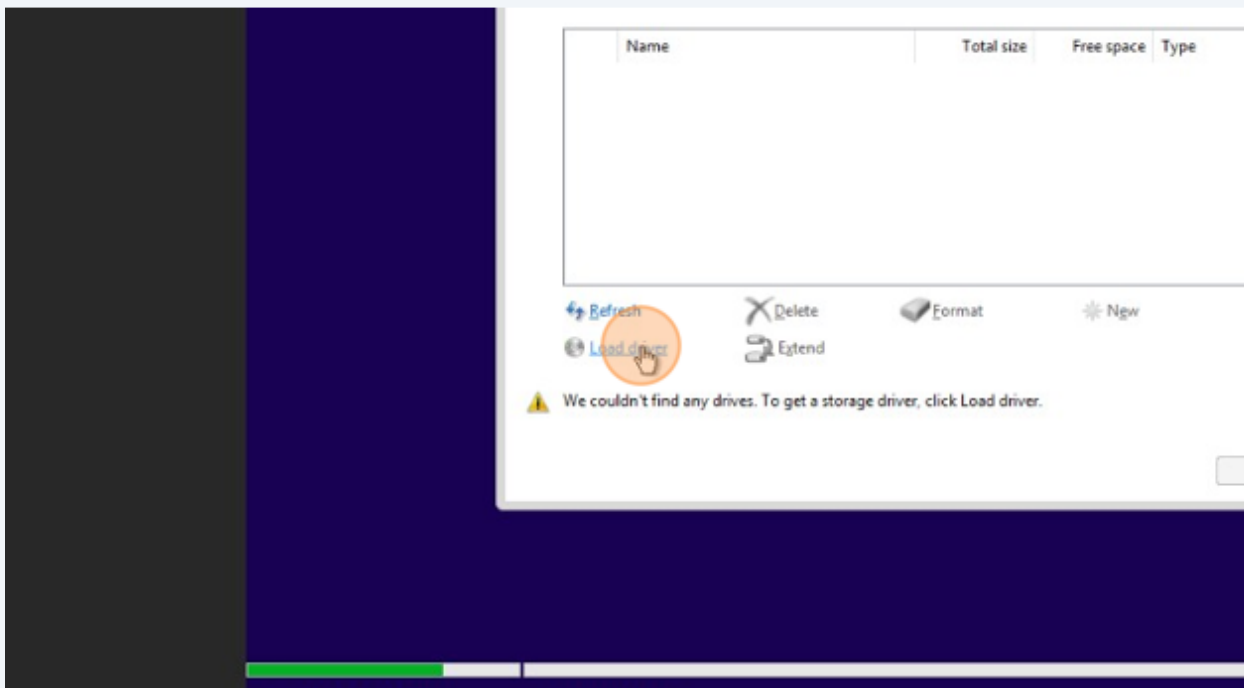 Name Total size Free space Type
Refresh Delete Format New
Load driver Extend
We couldn't find any drives. To get a storage driver, click Load driver.